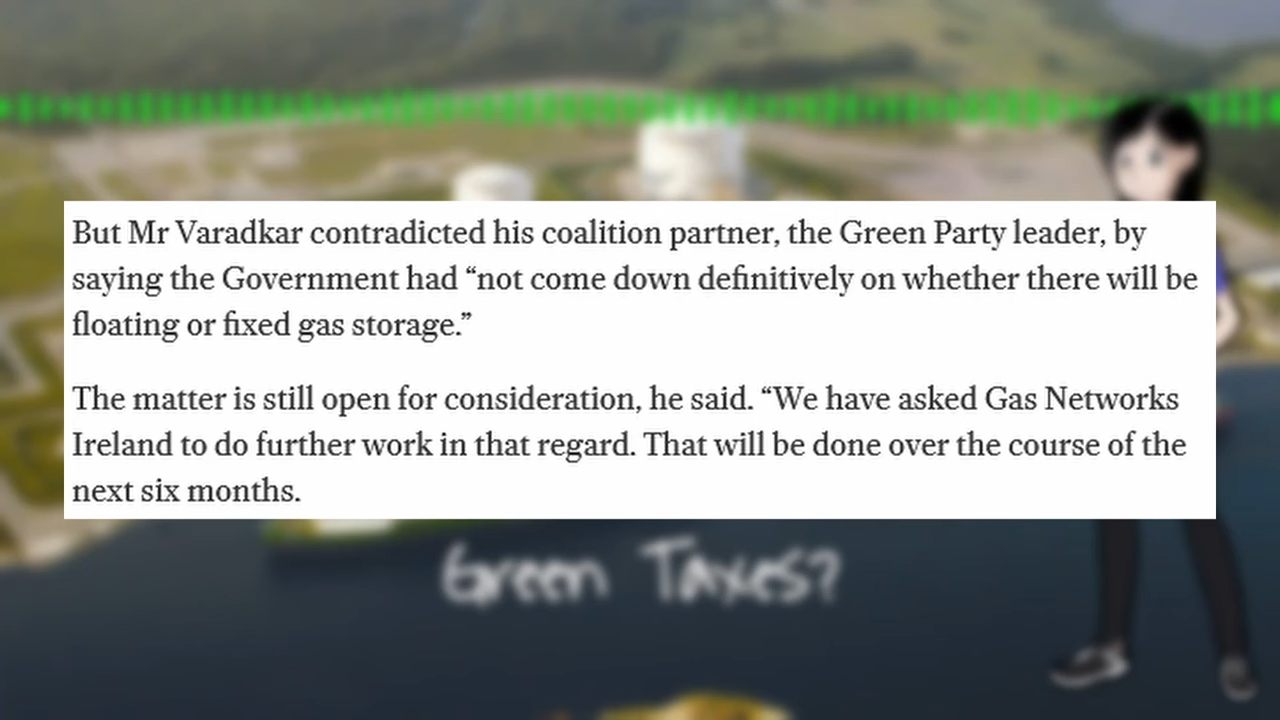 But Mr Varadkar contradicted his coalition partner, the Green Party leader, by
saying the Government had “not come down definitively on whether there will be
floating or fixed gas storage.”
The matter is still open for consideration, he said. “We have asked Gas Networks
Ireland to do further work in that regard. That will be done over the course of the
next six months.
Green Taxes?